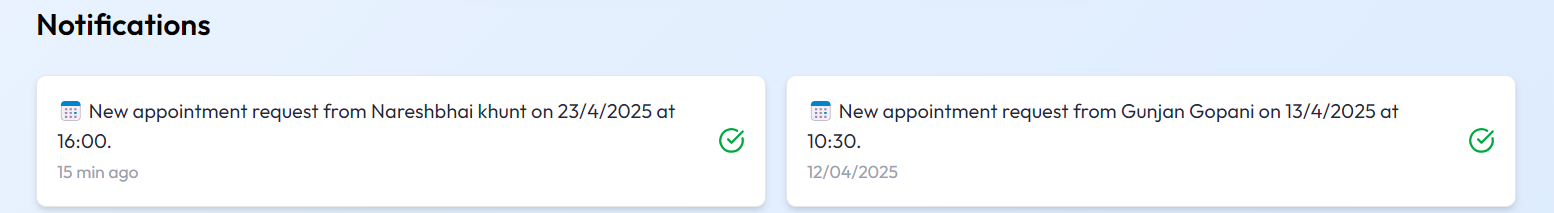 Notifications
New appointment request from Nareshbhai khunt on 23/4/2025 at
16:00.
15 min ago
New appointment request from Gunjan Gopani on 13/4/2025 at
10:30.
12/04/2025